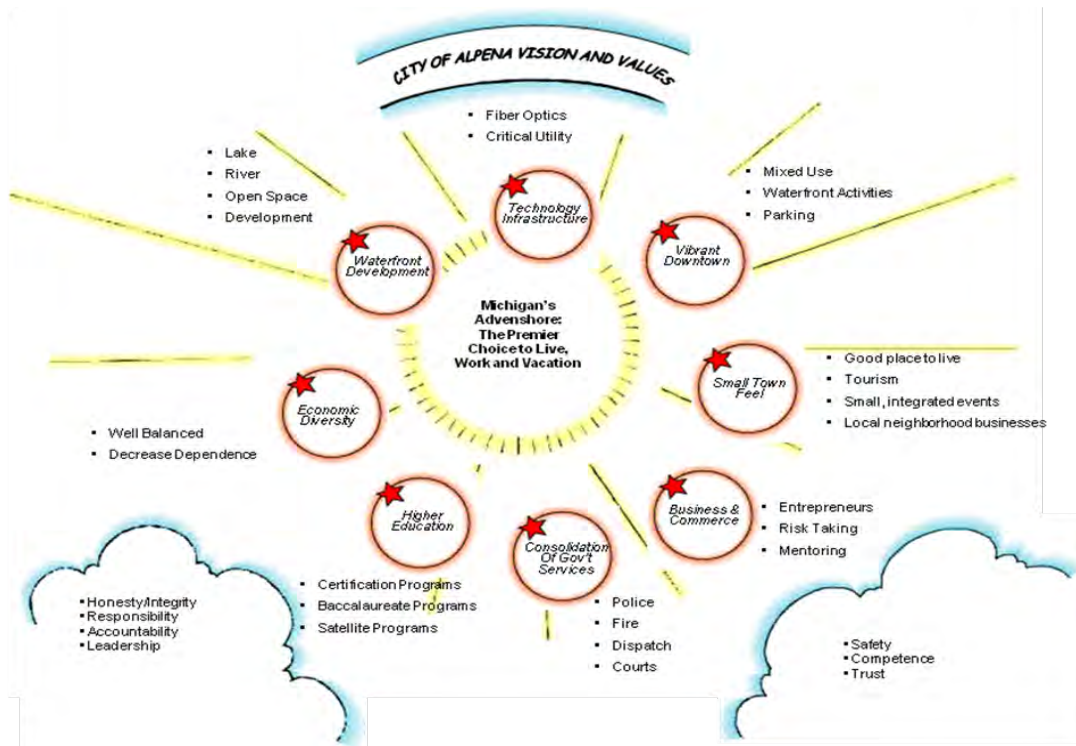 CITY OF ALPENA VISION AND VALUES
▪ Fiber Optics
▪ Critical Utility
▪ Lake
▪ River
▪ Open Space
▪ Development
▪ Mixed Use
▪ Waterfront Activities
▪ Parking
Technology
Infrastructure
Waterfront
Development
Vibrant
Downtown
Michigan's
Advenshore:
The Premier
Choice to Live,
Work and Vacation
Small Town
Feel
▪ Good place to live
▪ Tourism
▪ Small, integrated events
▪ Local neighborhood businesses
Economic
Diversity
▪ Well Balanced
▪ Decrease Dependence
Higher
Education
▪ Certification Programs
▪ Baccalaureate Programs
▪ Satellite Programs
Consolidation
Of Gov't
Services
▪ Police
▪ Fire
▪ Dispatch
▪ Courts
Business &
Commerce
▪ Entrepreneurs
▪ Risk Taking
▪ Mentoring
▪Honesty/Integrity
▪Responsibility
▪Accountability
▪Leadership
▪Safety
▪Competence
▪Trust